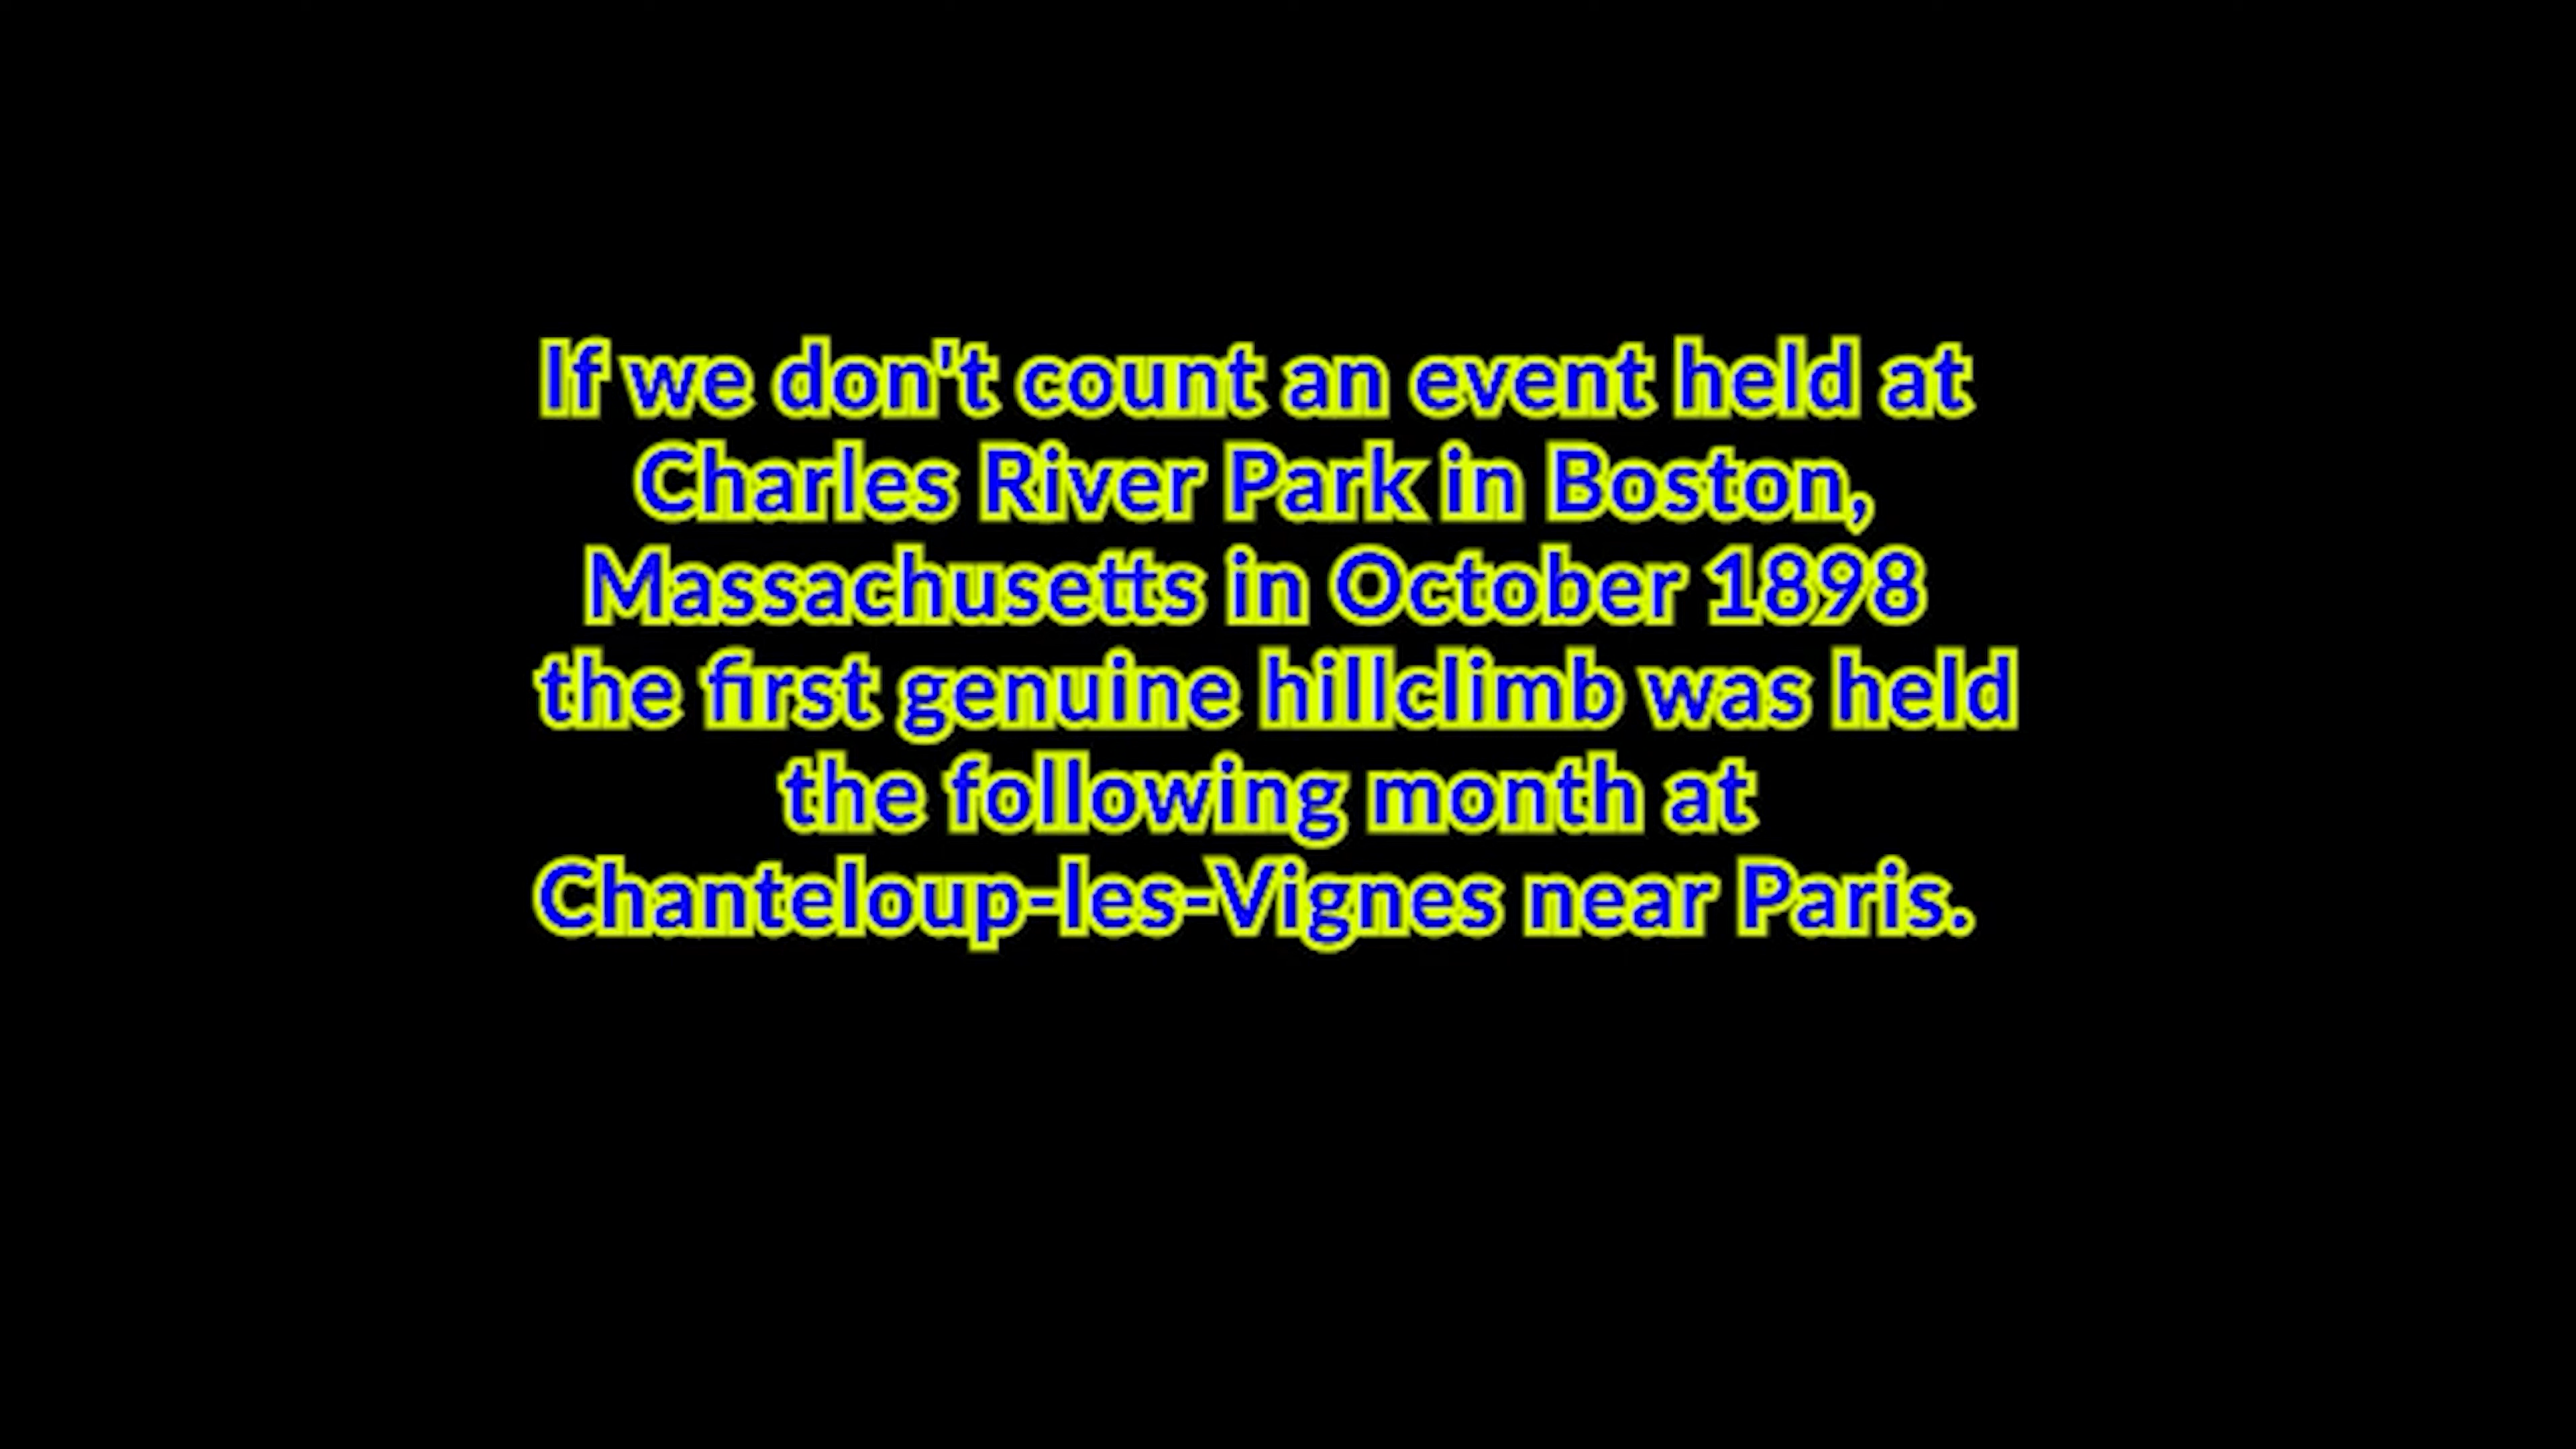 If we don't count an event held at
Charles River Park in Boston,
Massachusetts in October 1898
the first genuine hillclimb was held
the following month at
Chanteloup-les-Vignes near Paris.